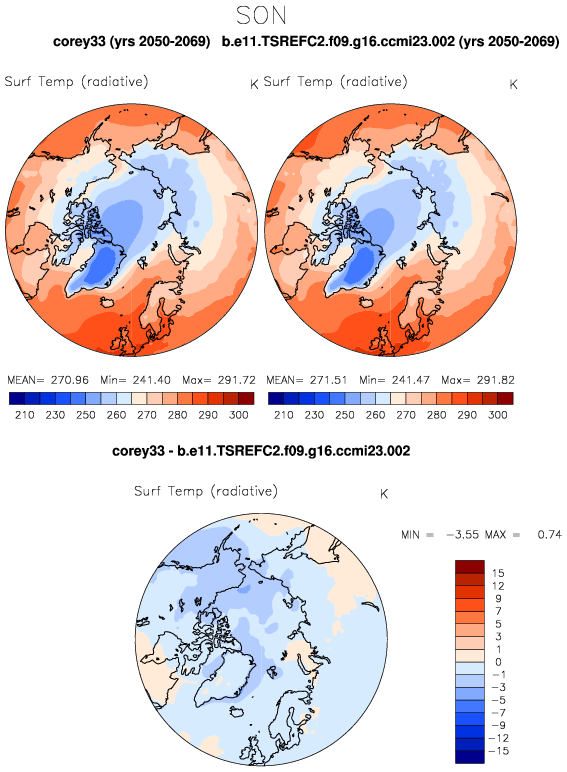 SON
corey33 (yrs 2050-2069) b.e11.TSREFC2.f09.g16.ccmi23.002 (yrs 2050-2069)
Surf Temp (radiative) K Surf Temp (radiative) K
MEAN= 270.96 Min= 241.40 Max= 291.72 MEAN= 271.51 Min= 241.47 Max= 291.82
210 230 250 260 270 280 290 300 210 230 250 260 270 280 290 300
corey33 - b.e11.TSREFC2.f09.g16.ccmi23.002
Surf Temp (radiative) K
MIN = -3.55 MAX = 0.74
15
12
9
7
5
3
1
0
-1
-3
-5
-7
-9
-12
-15